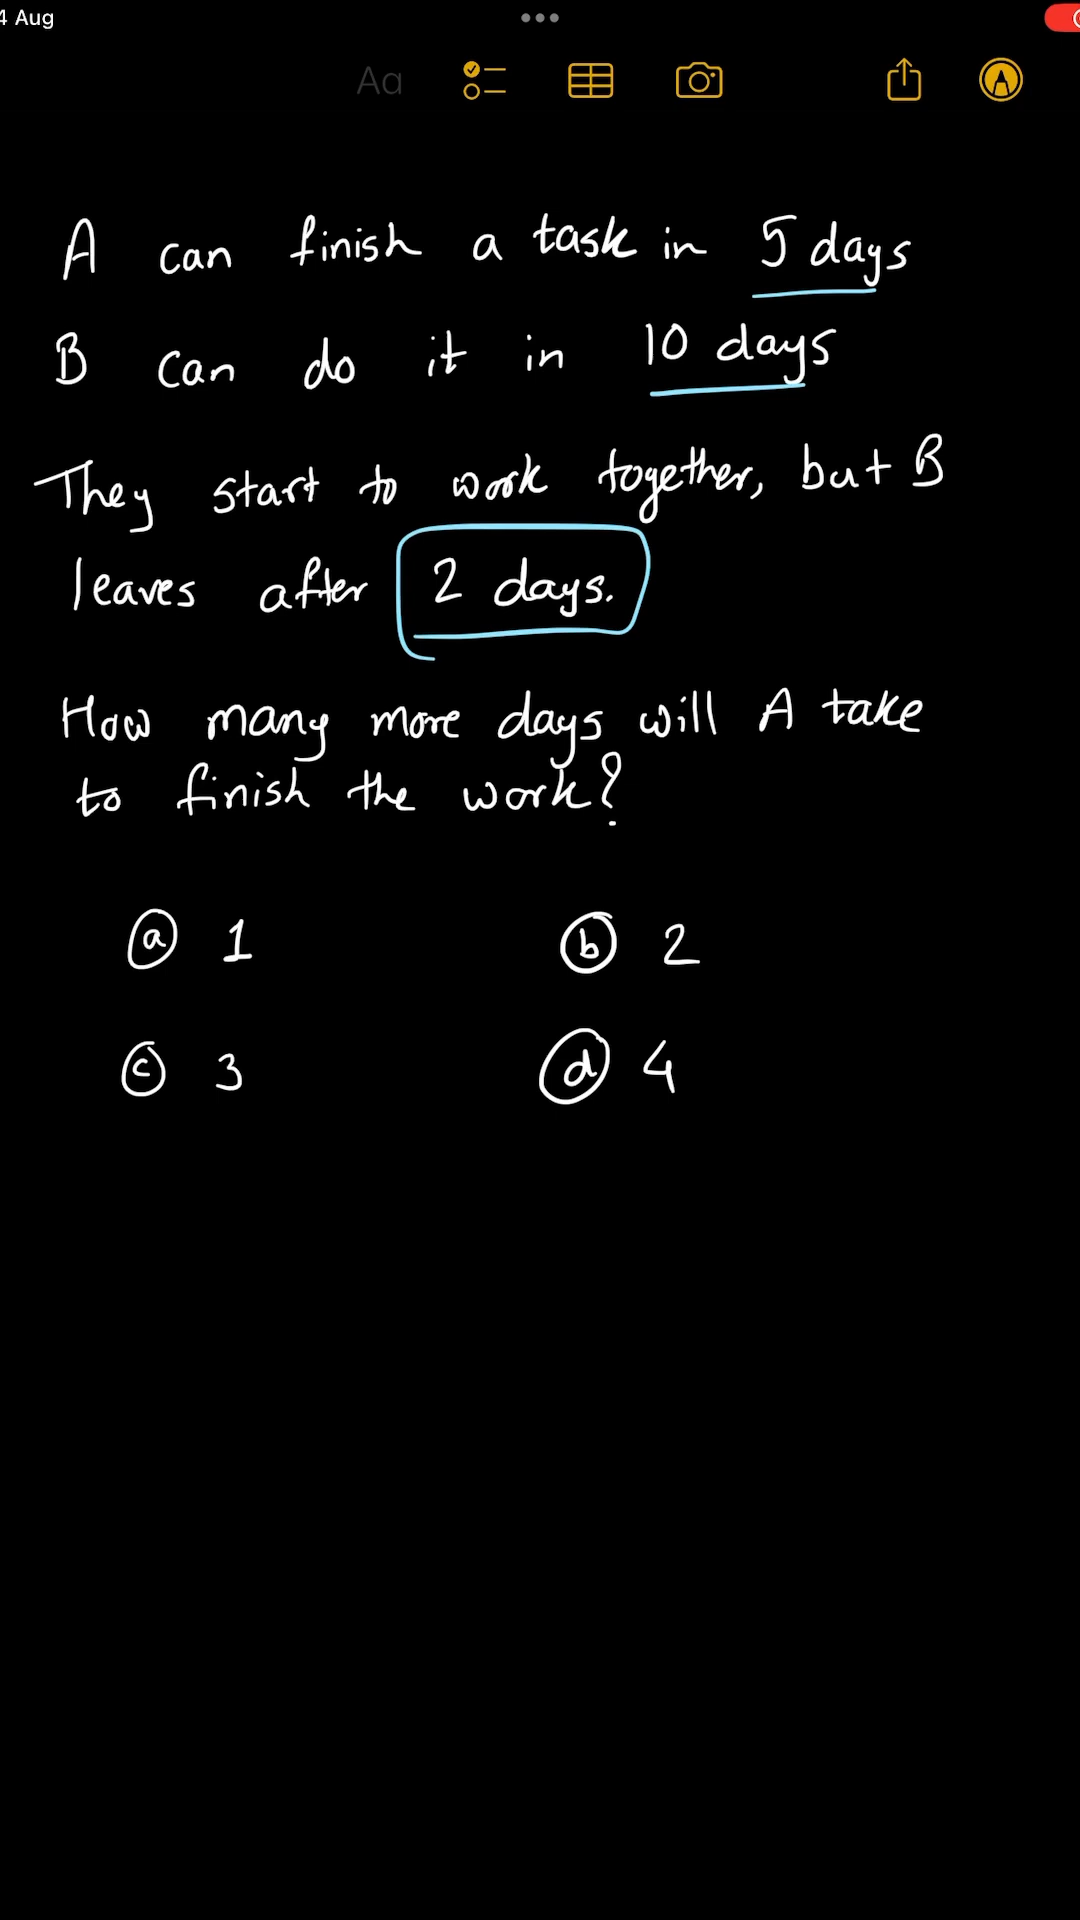 4 Aug
Aa
A can finish a task in 5 days
B can do it in 10 days
They start to work together, but B
leaves after 2 days.
How many more days will A take
to finish the work?
ⓐ 1 ⓑ 2
ⓒ 3 ⓓ 4